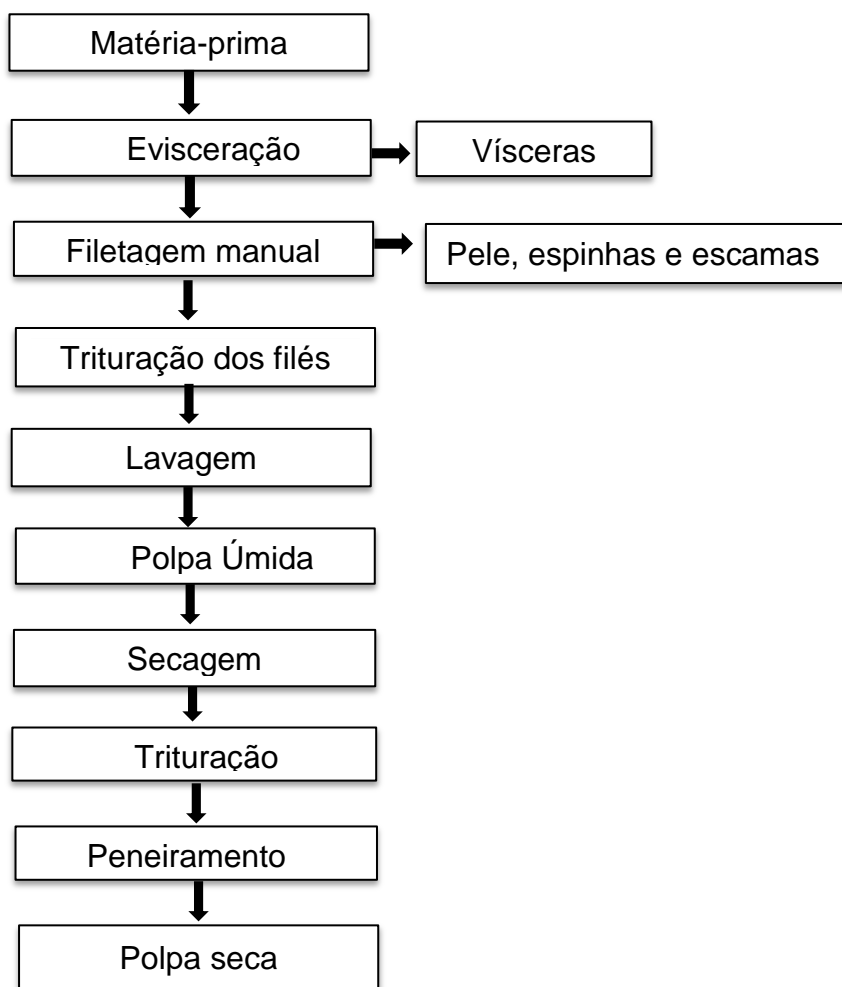 Matéria-prima
Evisceração
Vísceras
Filetagem manual
Pele, espinhas e escamas
Trituração dos filés
Lavagem
Polpa Úmida
Secagem
Trituração
Peneiramento
Polpa seca